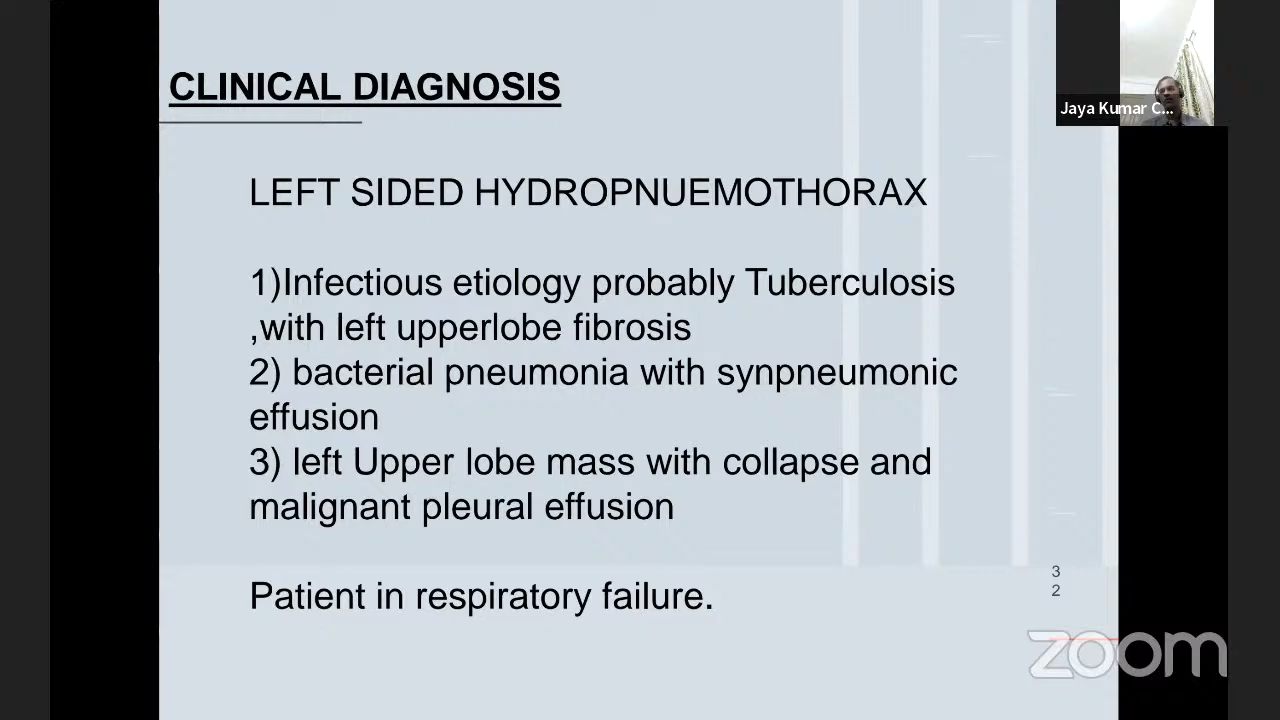 CLINICAL DIAGNOSIS
Jaya Kumar C...
LEFT SIDED HYDROPNUEMOTHORAX
1)Infectious etiology probably Tuberculosis
,with left upperlobe fibrosis
2) bacterial pneumonia with synpneumonic
effusion
3) left Upper lobe mass with collapse and
malignant pleural effusion
Patient in respiratory failure.
3
2
zoom